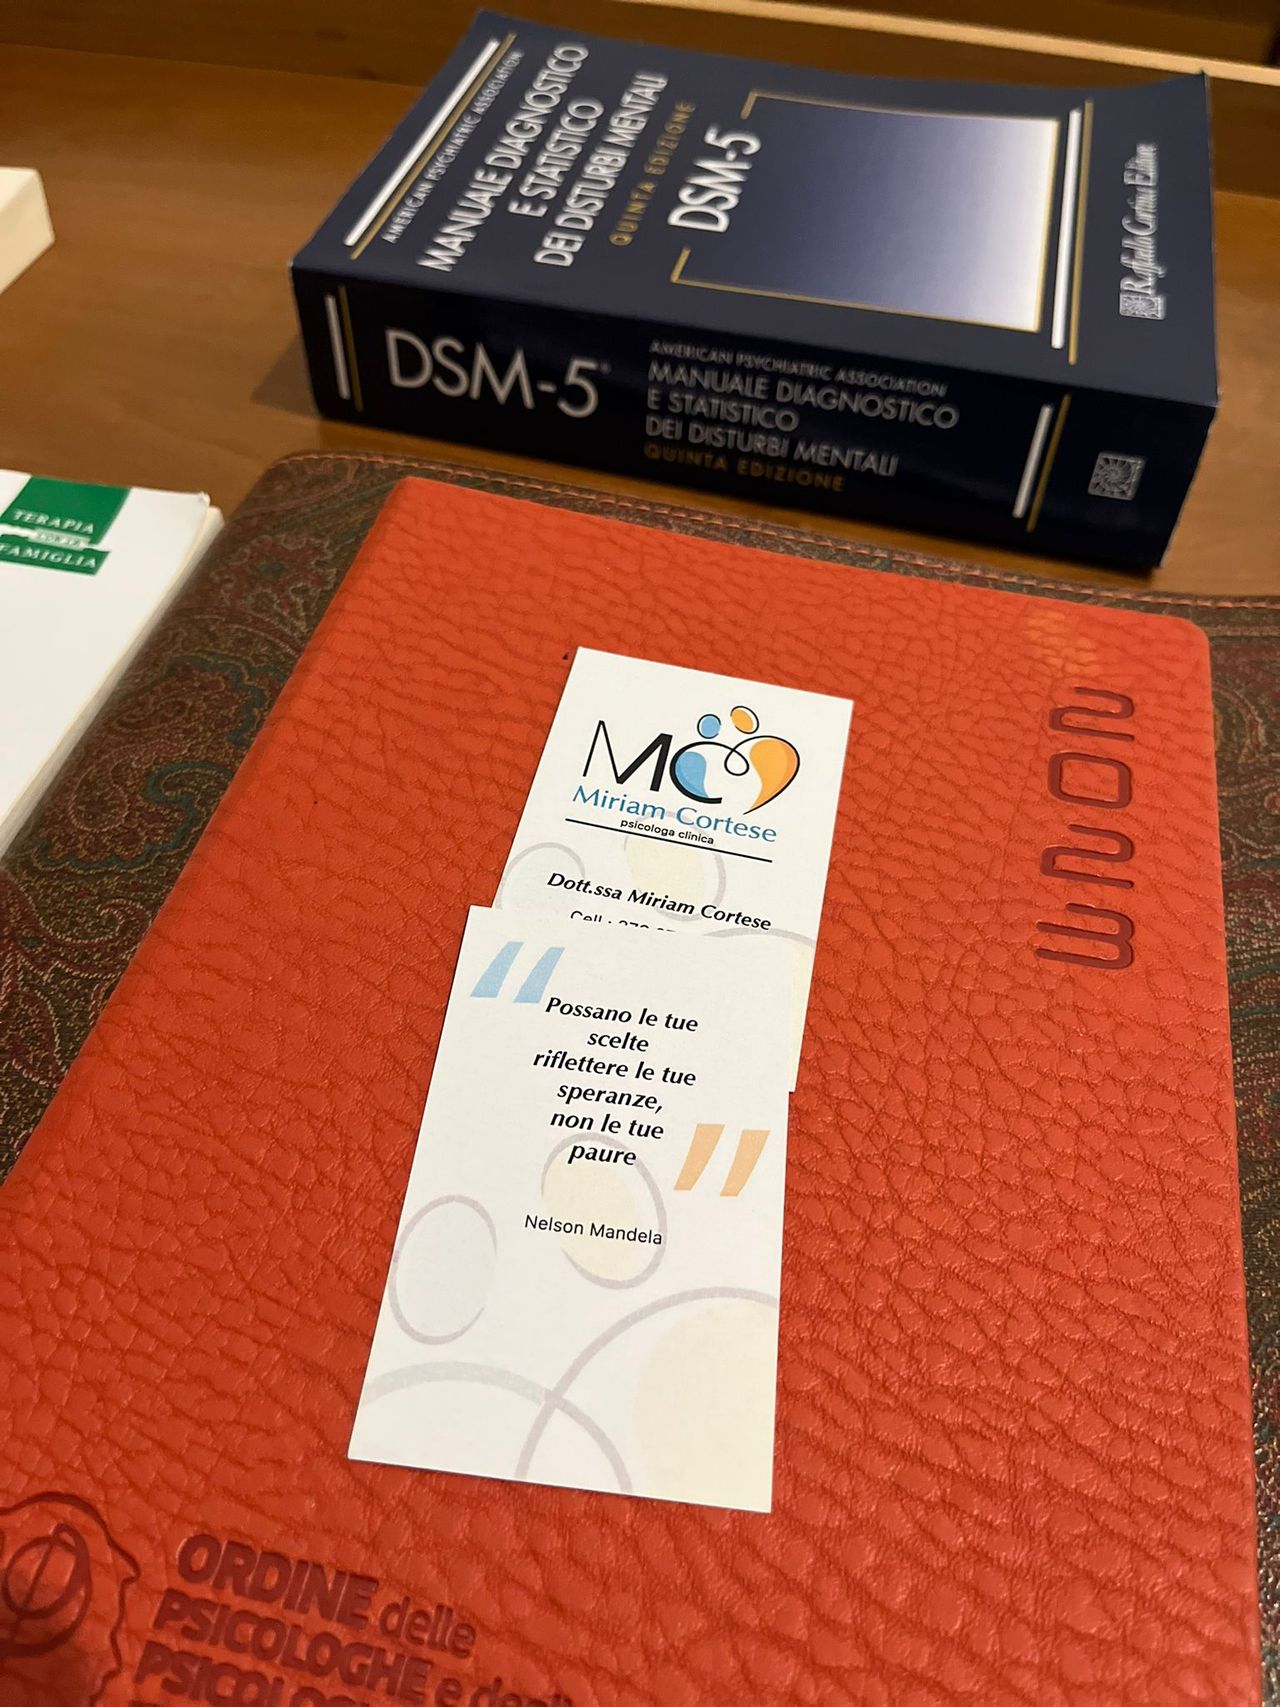 AMERICAN PSYCHIATRIC ASSOCIATION
MANUALE DIAGNOSTICO
E STATISTICO
DEI DISTURBI MENTALI
QUINTA EDIZIONE
DSM-5
Raffaello Cortina Editore
DSM-5®
AMERICAN PSYCHIATRIC ASSOCIATION
MANUALE DIAGNOSTICO
E STATISTICO
DEI DISTURBI MENTALI
QUINTA EDIZIONE
TERAPIA
FAMIGLIA
MC
Miriam Cortese
psicologa clinica
Dott.ssa Miriam Cortese
Cell.:
“Possano le tue
scelte
riflettere le tue
speranze,
non le tue
paure”
Nelson Mandela
ORDINE delle
PSICOLOGHE e degli